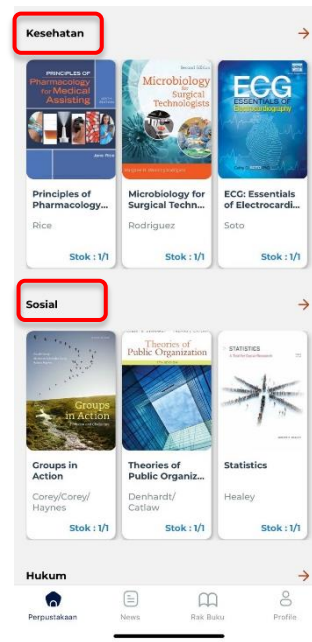 Kesehatan
PRINCIPLES OF
Pharmacology
for Medical
Assisting
Jane Rice
Microbiology
for
Surgical
Technologists
ECG
ESSENTIALS OF
Electrocardiography
Principles of
Pharmacology...
Rice
Stok : 1/1
Microbiology for
Surgical Techn...
Rodriguez
Stok : 1/1
ECG: Essentials
of Electrocardi...
Soto
Stok : 1/1
Sosial
Groups
in Action
Theories of
Public Organization
STATISTICS
Groups in
Action
Corey/Corey/
Haynes
Stok : 1/1
Theories of
Public Organiz...
Denhardt/
Catlaw
Stok : 1/1
Statistics
Healey
Stok : 1/1
Hukum
Perpustakaan
News
Rak Buku
Profile